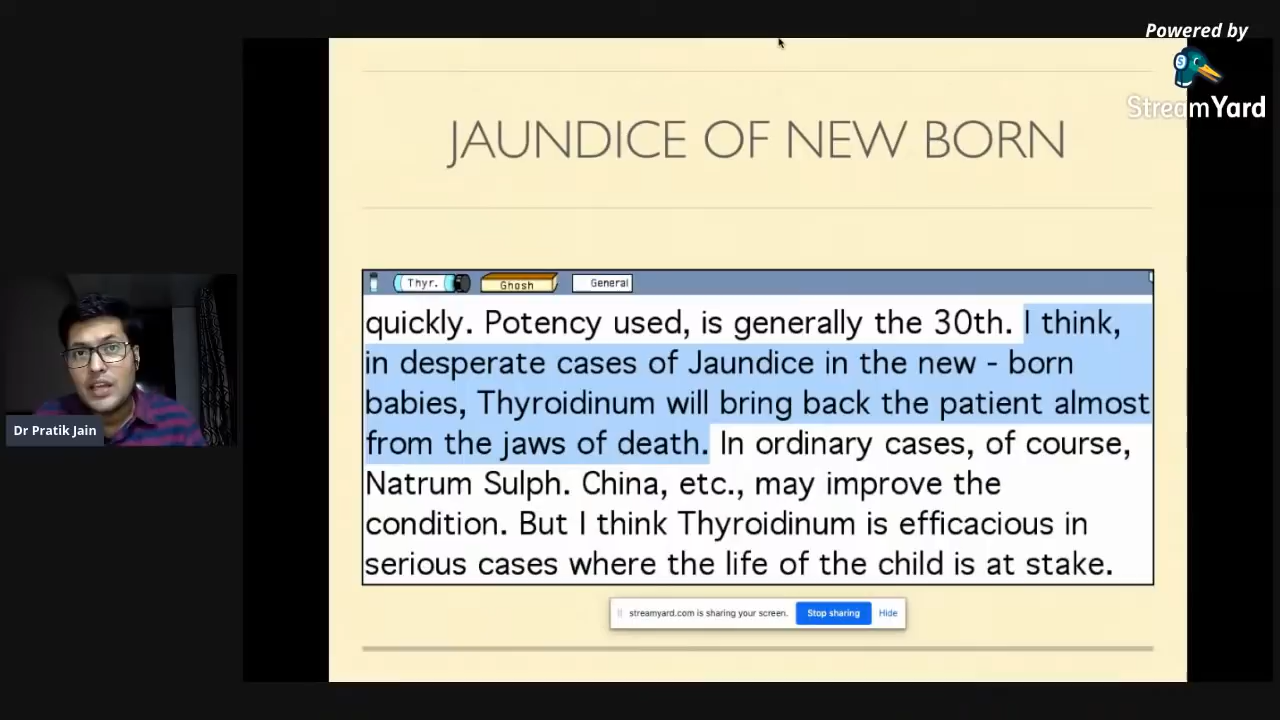 Powered by
StreamYard
JAUNDICE OF NEW BORN
Thyr. Ghosh General
quickly. Potency used, is generally the 30th. I think,
in desperate cases of Jaundice in the new - born
babies, Thyroidinum will bring back the patient almost
from the jaws of death. In ordinary cases, of course,
Natrum Sulph. China, etc., may improve the
condition. But I think Thyroidinum is efficacious in
serious cases where the life of the child is at stake.
Dr Pratik Jain
streamyard.com is sharing your screen. Stop sharing Hide